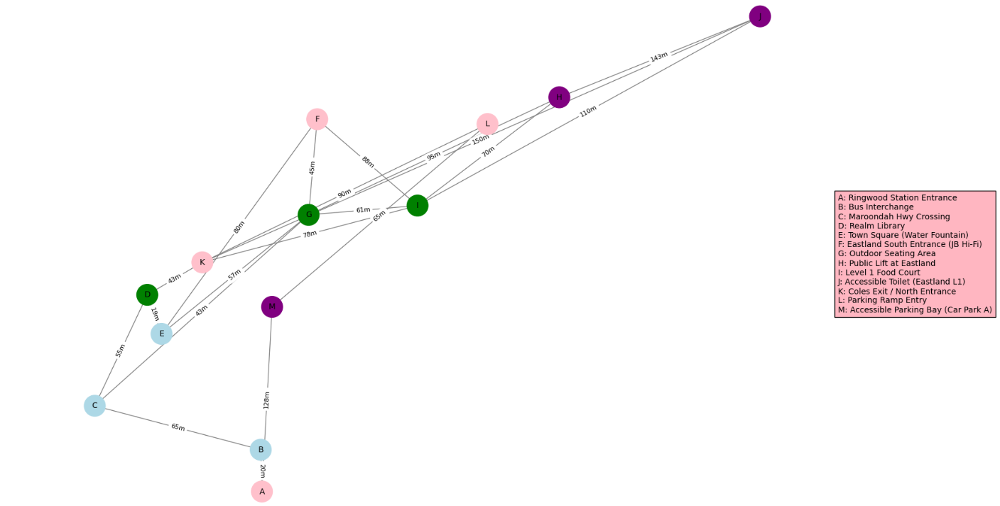 J
143m
H
110m
F
L
150m
70m
95m
88m
45m
90m
I
61m
G
65m
80m
78m
K
57m
43m
D
M
43m
19m
E
55m
128m
C
65m
B
20m
A
A: Ringwood Station Entrance
B: Bus Interchange
C: Maroondah Hwy Crossing
D: Realm Library
E: Town Square (Water Fountain)
F: Eastland South Entrance (JB Hi-Fi)
G: Outdoor Seating Area
H: Public Lift at Eastland
I: Level 1 Food Court
J: Accessible Toilet (Eastland L1)
K: Coles Exit / North Entrance
L: Parking Ramp Entry
M: Accessible Parking Bay (Car Park A)